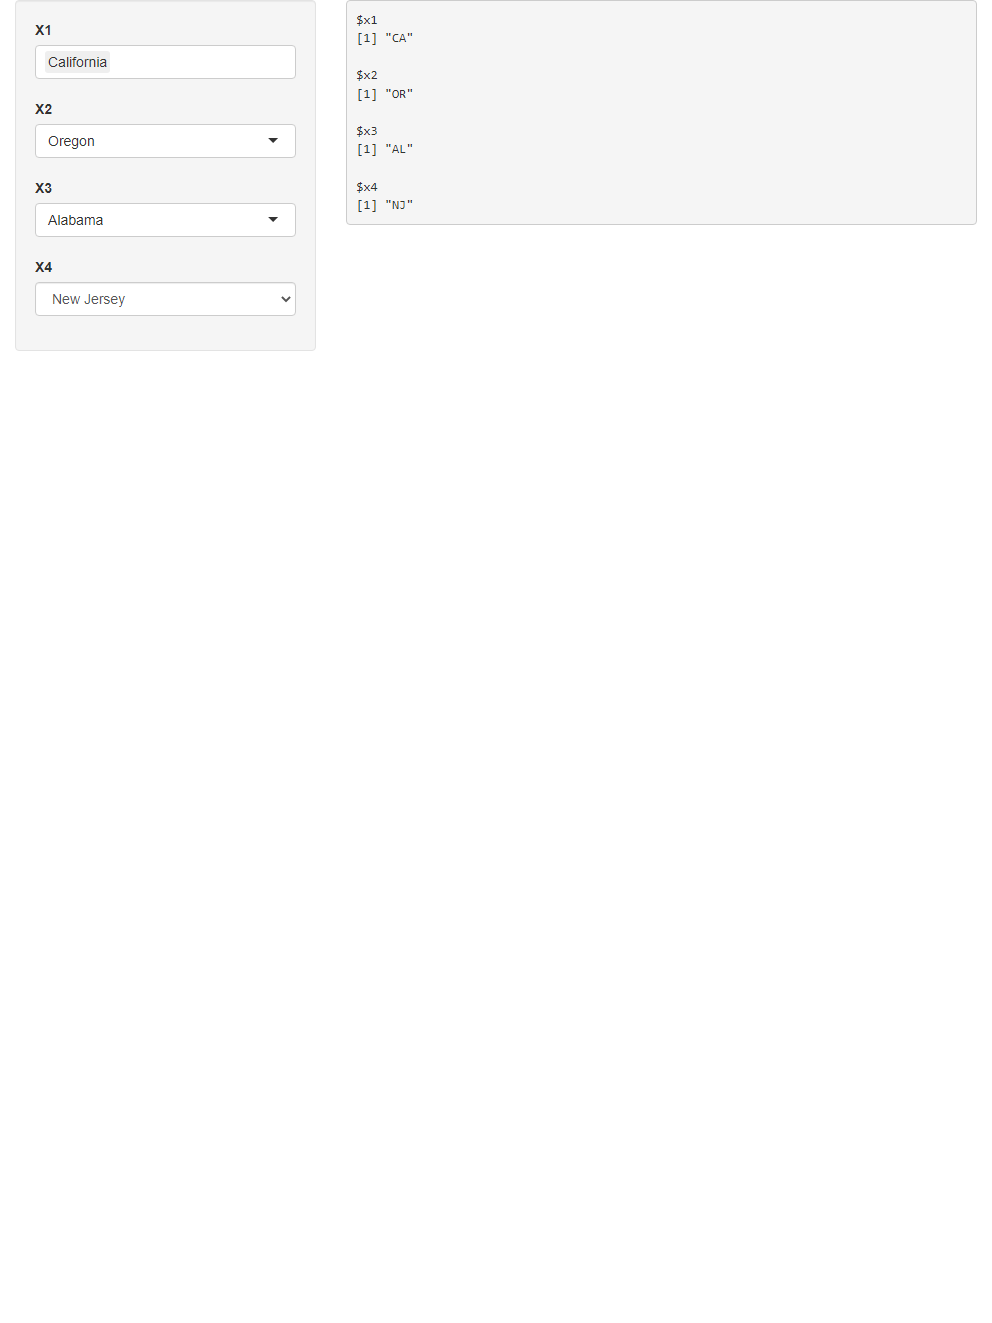 X1
California
X2
Oregon
X3
Alabama
X4
New Jersey
$x1
[1] "CA"
$x2
[1] "OR"
$x3
[1] "AL"
$x4
[1] "NJ"